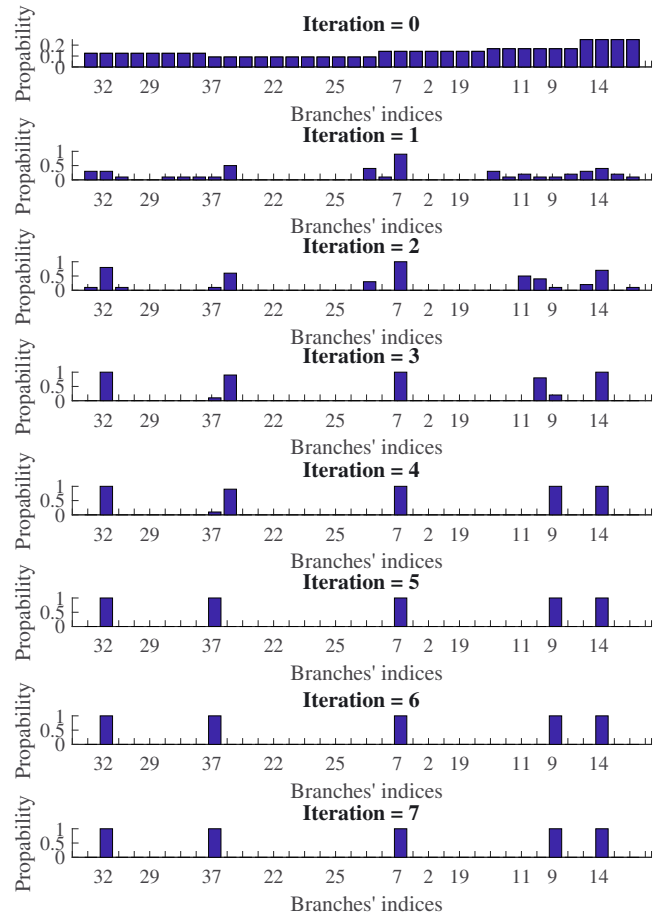 Iteration = 0
Propability
0.2
0.1
0
32 29 37 22 25 7 2 19 11 9 14
Branches' indices
Iteration = 1
Propability
1
0.5
0
32 29 37 22 25 7 2 19 11 9 14
Branches' indices
Iteration = 2
Propability
1
0.5
0
32 29 37 22 25 7 2 19 11 9 14
Branches' indices
Iteration = 3
Propability
1
0.5
0
32 29 37 22 25 7 2 19 11 9 14
Branches' indices
Iteration = 4
Propability
1
0.5
0
32 29 37 22 25 7 2 19 11 9 14
Branches' indices
Iteration = 5
Propability
1
0.5
0
32 29 37 22 25 7 2 19 11 9 14
Branches' indices
Iteration = 6
Propability
1
0.5
0
32 29 37 22 25 7 2 19 11 9 14
Branches' indices
Iteration = 7
Propability
1
0.5
0
32 29 37 22 25 7 2 19 11 9 14
Branches' indices